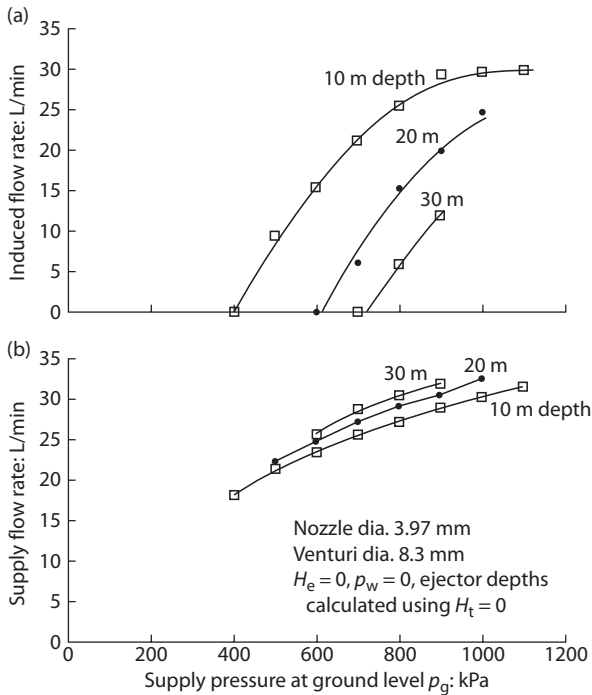 (a)
35
30
25
20
15
10
5
0
Induced flow rate: L/min
10 m depth
20 m
30 m
(b)
35
30
25
20
15
10
5
0
Supply flow rate: L/min
30 m
20 m
10 m depth
Nozzle dia. 3.97 mm
Venturi dia. 8.3 mm
Hₑ = 0, p_w = 0, ejector depths
calculated using Hₜ = 0
0 200 400 600 800 1000 1200
Supply pressure at ground level p_g: kPa